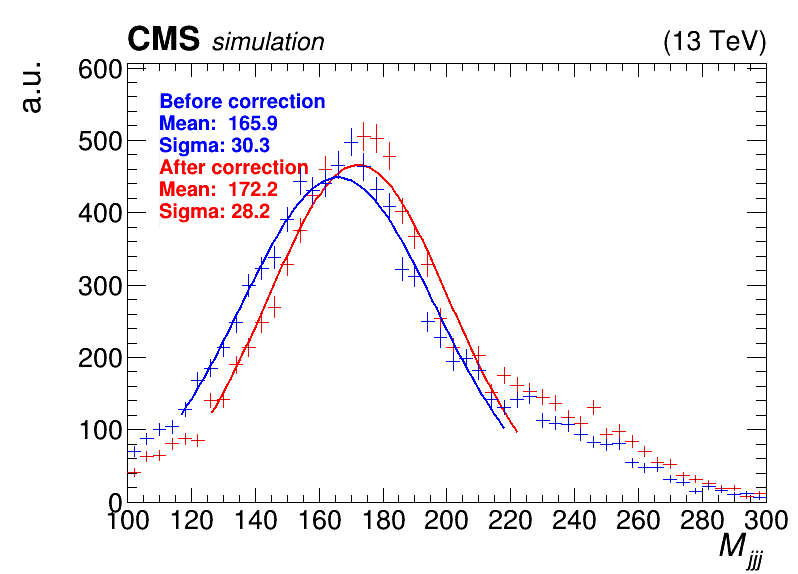 CMS simulation (13 TeV)
a.u.
600
500
400
300
200
100
0
Before correction
Mean: 165.9
Sigma: 30.3
After correction
Mean: 172.2
Sigma: 28.2
100 120 140 160 180 200 220 240 260 280 300
M_jjj